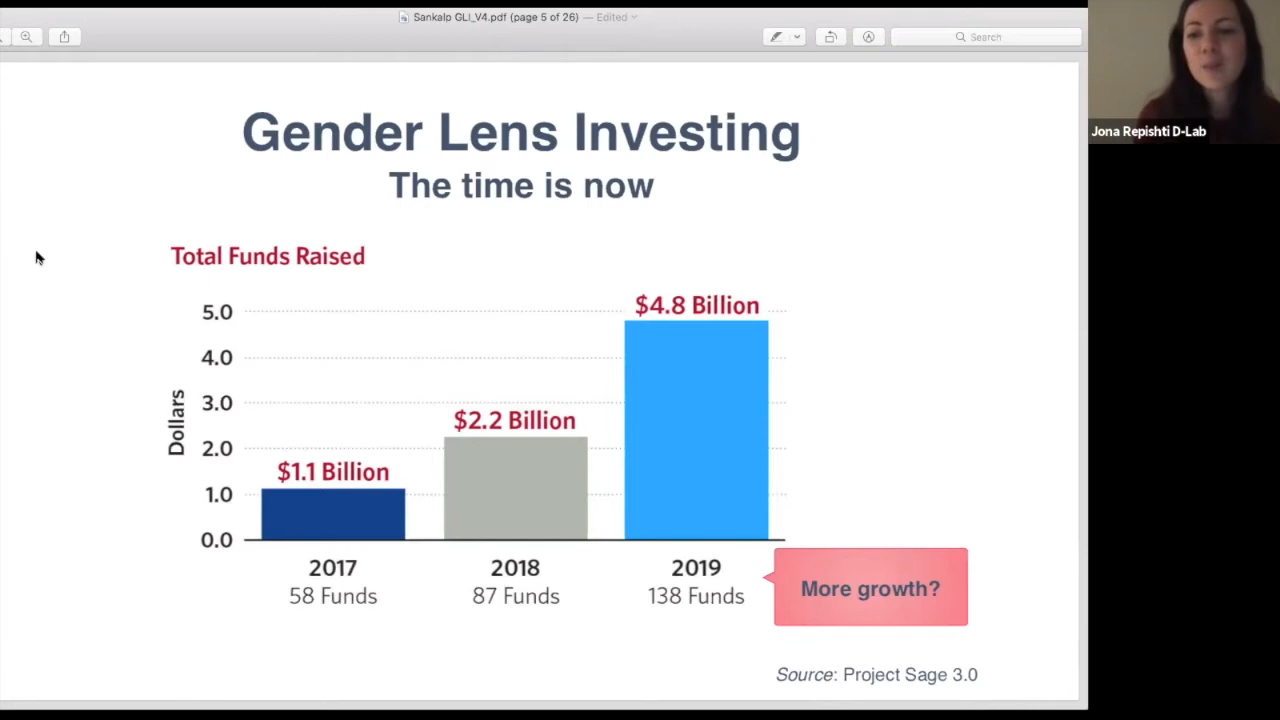 Sankalp GLI_V4.pdf (page 5 of 26) — Edited
Search
Jona Repishti D-Lab
Gender Lens Investing
The time is now
Total Funds Raised
Dollars
5.0
4.0
3.0
2.0
1.0
0.0
$1.1 Billion
$2.2 Billion
$4.8 Billion
2017
58 Funds
2018
87 Funds
2019
138 Funds
More growth?
Source: Project Sage 3.0